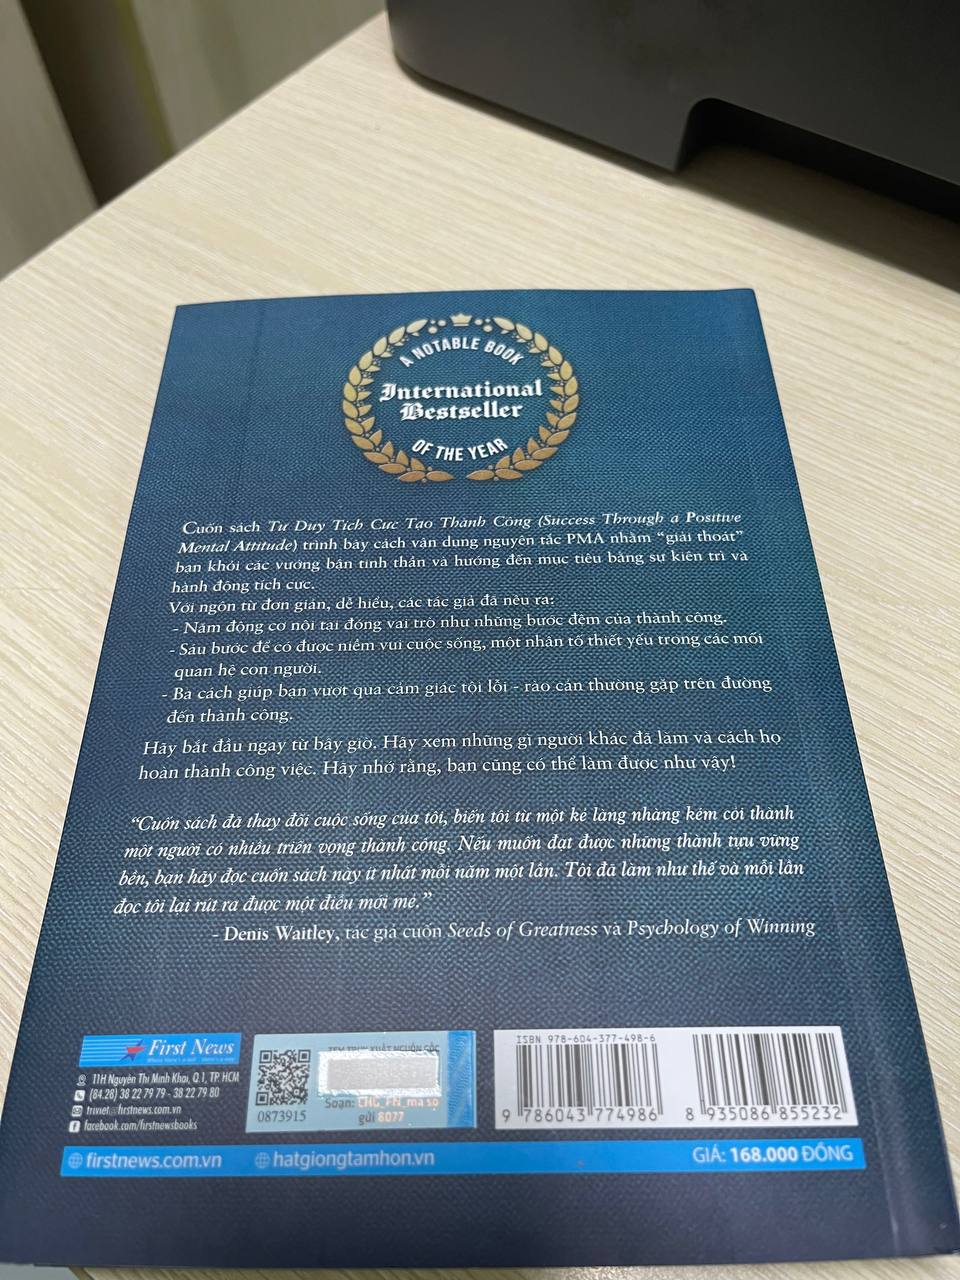 A NOTABLE BOOK
International
Bestseller
OF THE YEAR
Cuốn sách Tư Duy Tích Cực Tạo Thành Công (Success Through a Positive
Mental Attitude) trình bày cách vận dụng nguyên tắc PMA nhằm “giải thoát”
bạn khỏi các vướng bận tinh thần và hướng đến mục tiêu bằng sự kiên trì và
hành động tích cực.
Với ngôn từ đơn giản, dễ hiểu, các tác giả đã nêu ra:
- Năm động cơ nội tại đóng vai trò như những bước đệm của thành công.
- Sáu bước để có được niềm vui cuộc sống, một nhân tố thiết yếu trong các mối
quan hệ con người.
- Ba cách giúp bạn vượt qua cảm giác tội lỗi - rào cản thường gặp trên đường
đến thành công.
Hãy bắt đầu ngay từ bây giờ. Hãy xem những gì người khác đã làm và cách họ
hoàn thành công việc. Hãy nhớ rằng, bạn cũng có thể làm được như vậy!
“Cuốn sách đã thay đổi cuộc sống của tôi, biến tôi từ một kẻ làng nhàng kém cỏi thành
một người có nhiều triển vọng thành công. Nếu muốn đạt được những thành tựu vững
bền, bạn hãy đọc cuốn sách này ít nhất mỗi năm một lần. Tôi đã làm như thế và mỗi lần
đọc tôi lại rút ra được một điều mới mẻ.”
- Denis Waitley, tác giả cuốn Seeds of Greatness và Psychology of Winning
First News
11H Nguyễn Thị Minh Khai, Q.1, TP. HCM
(84.28) 38 22 79 79 - 38 22 79 80
triviet@firstnews.com.vn
facebook.com/firstnewsbooks
TEM TRUY XUẤT NGUỒN GỐC
Soạn: CHG_FN_mã số
gửi 8077
0873915
ISBN 978-604-377-498-6
9 786043 774986
8 935086 855232
firstnews.com.vn
hatgiongtamhon.vn
GIÁ: 168.000 ĐỒNG